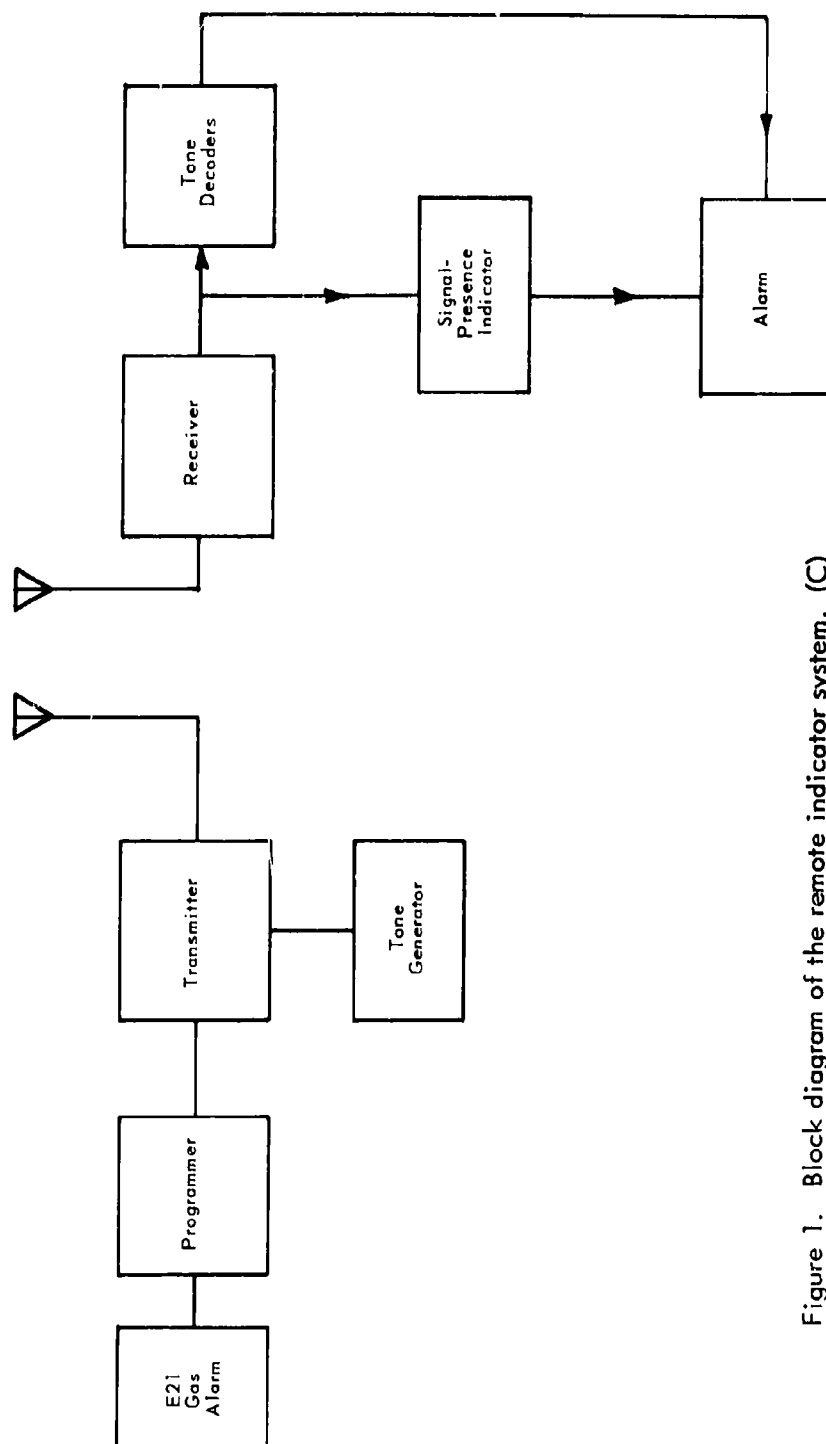 E21
Gas
Alarm
Programmer
Transmitter
Tone
Generator
Receiver
Tone
Decoders
Signal-
Presence
Indicator
Alarm
Figure 1. Block diagram of the remote indicator system. (C)